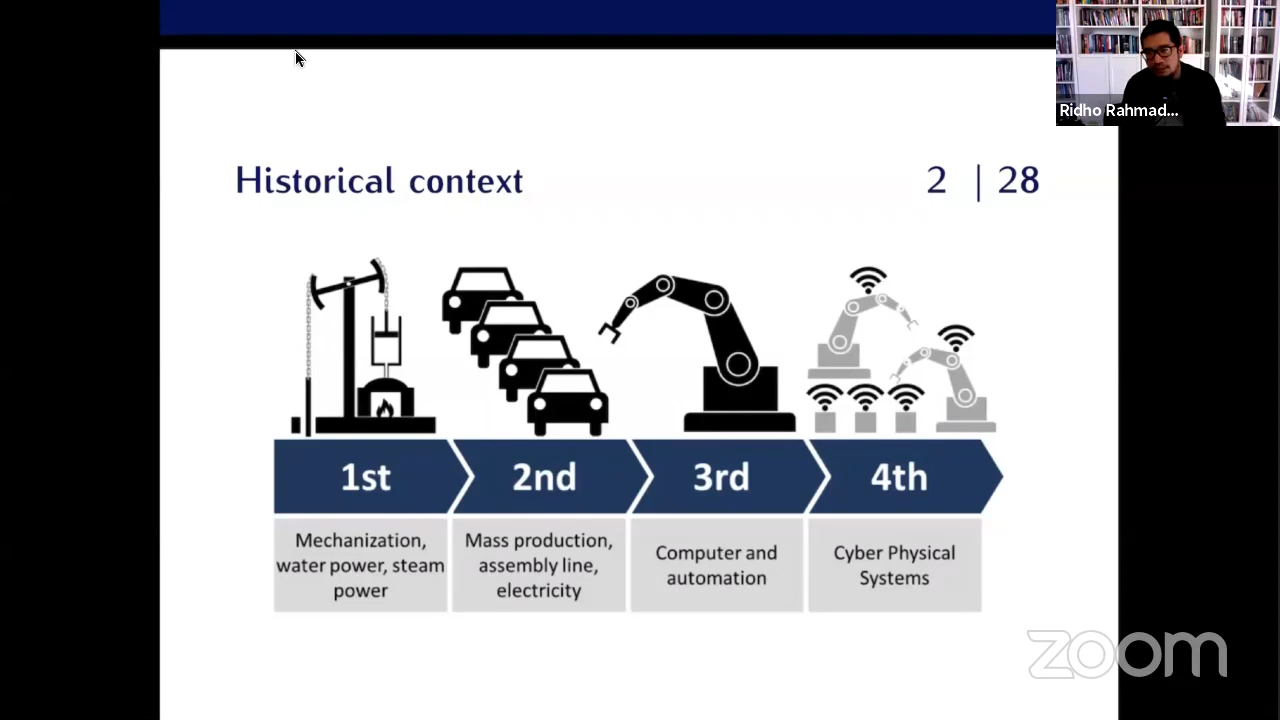 Ridho Rahmad...
Historical context
2 | 28
1st
2nd
3rd
4th
Mechanization,
water power, steam
power
Mass production,
assembly line,
electricity
Computer and
automation
Cyber Physical
Systems
zoom